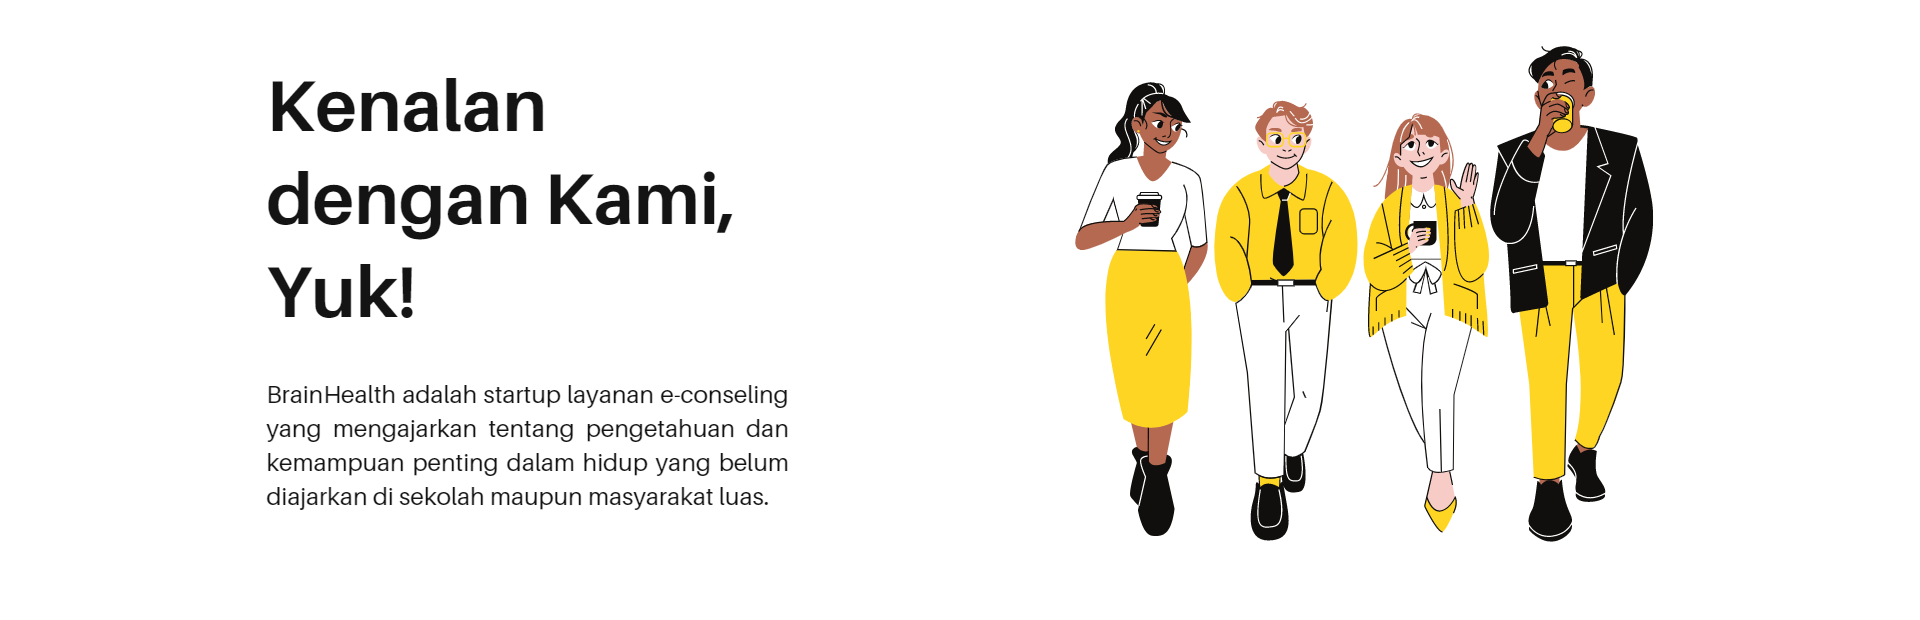 Kenalan
dengan Kami,
Yuk!
BrainHealth adalah startup layanan e-conseling
yang mengajarkan tentang pengetahuan dan
kemampuan penting dalam hidup yang belum
diajarkan di sekolah maupun masyarakat luas.